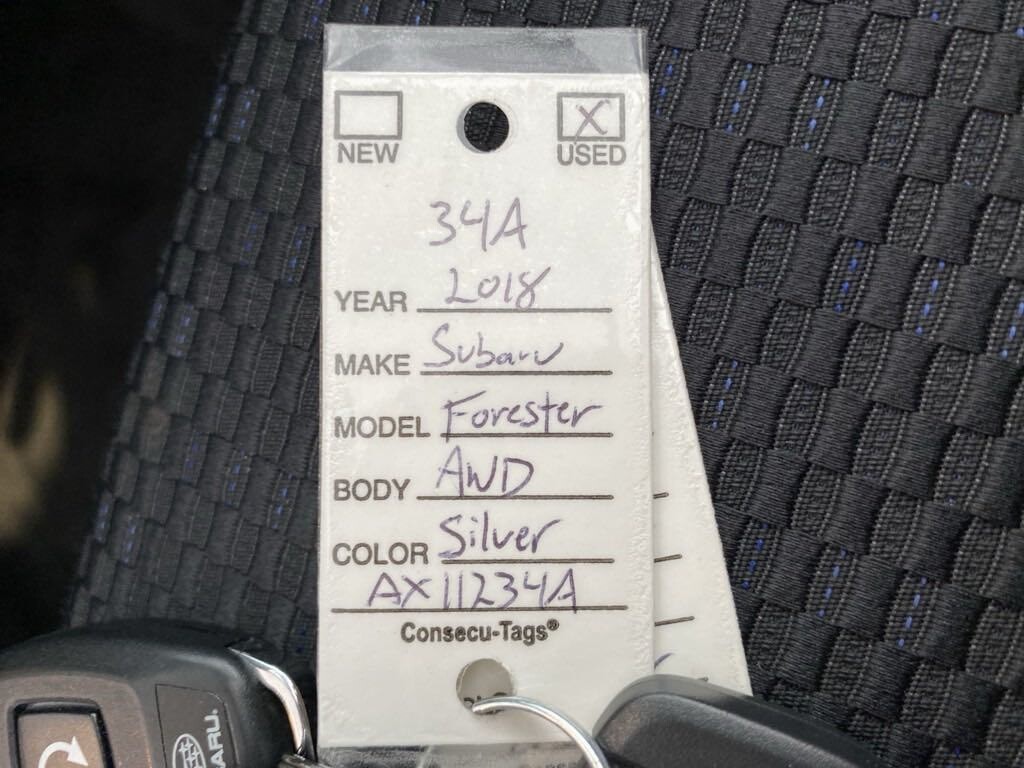 NEW X USED
34A
YEAR 2018
MAKE Subaru
MODEL Forester
BODY AWD
COLOR Silver
AX11234A
Consecu-Tags®